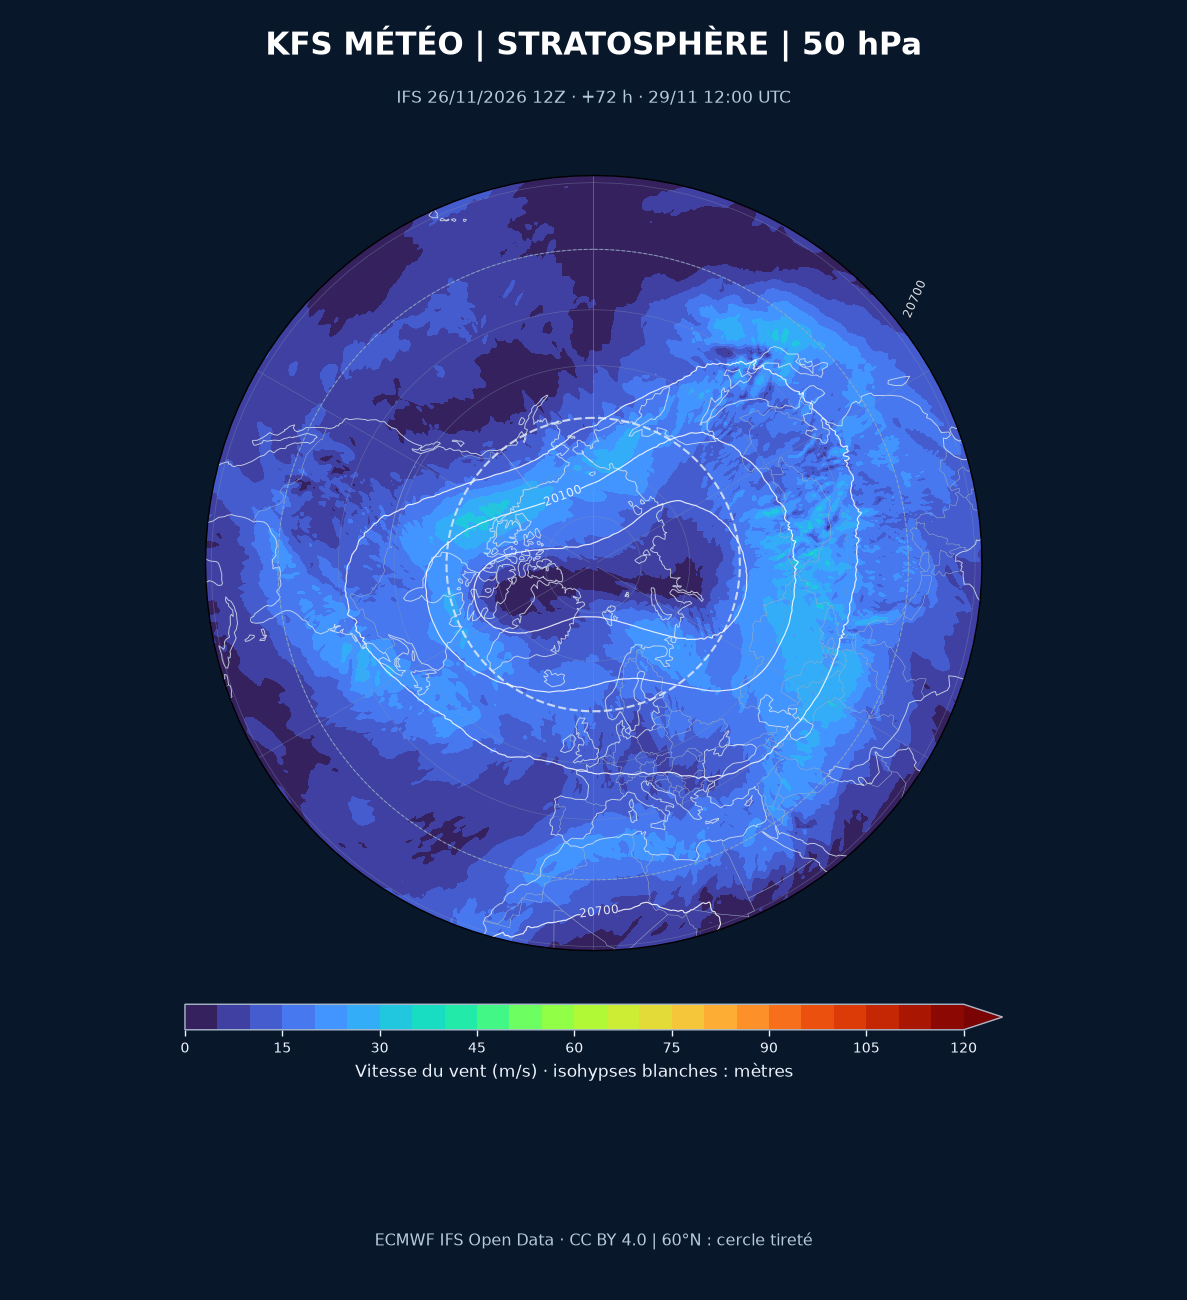 KFS MÉTÉO | STRATOSPHÈRE | 50 hPa
IFS 26/11/2026 12Z · +72 h · 29/11 12:00 UTC
20700
20100
20700
0 15 30 45 60 75 90 105 120
Vitesse du vent (m/s) · isohypses blanches : mètres
ECMWF IFS Open Data · CC BY 4.0 | 60°N : cercle tireté